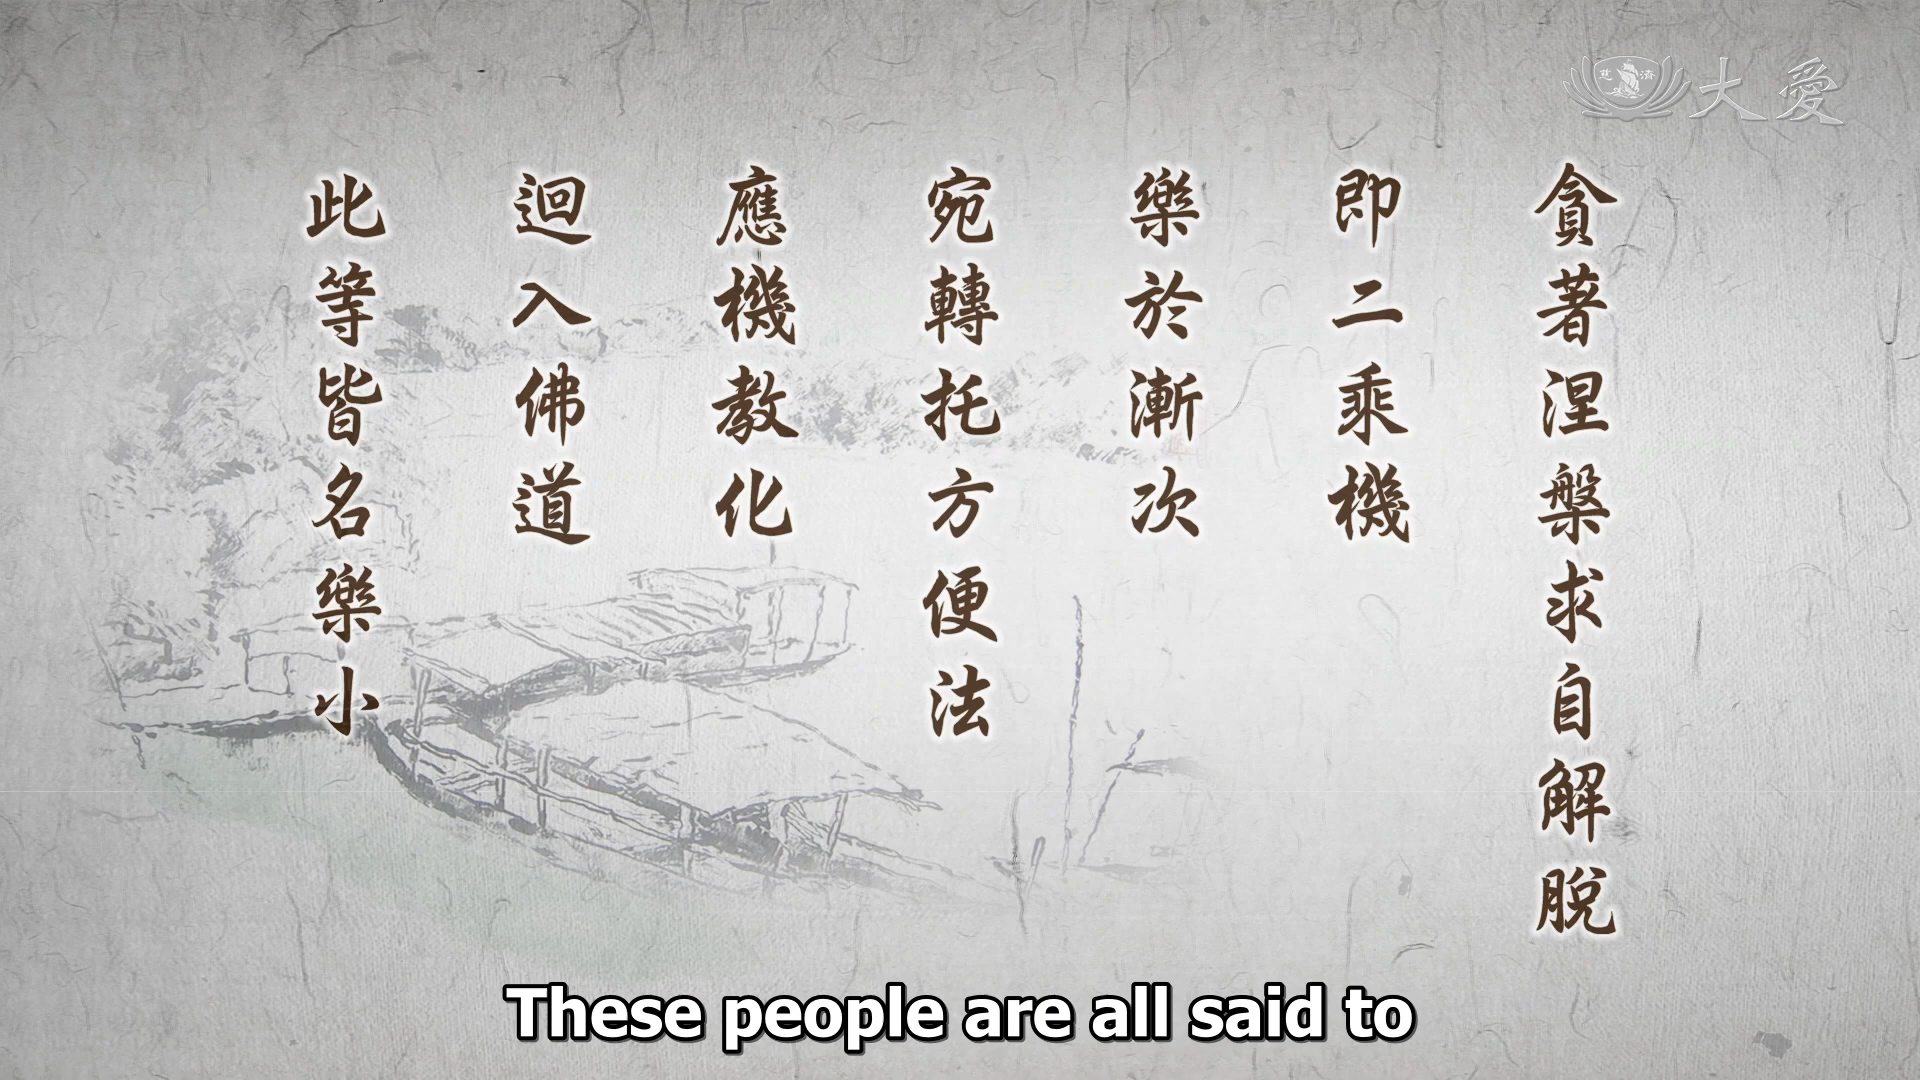 慈濟 大愛
貪著涅槃求自解脫
即二乘機
樂於漸次
宛轉托方便法
應機教化
迴入佛道
此等皆名樂小
These people are all said to